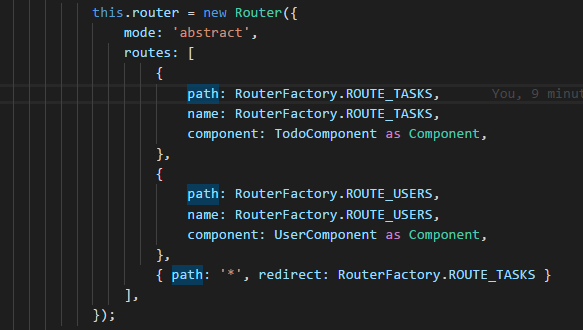 this.router = new Router({
mode: 'abstract',
routes: [
{
path: RouterFactory.ROUTE_TASKS, You, 9 minut
name: RouterFactory.ROUTE_TASKS,
component: TodoComponent as Component,
},
{
path: RouterFactory.ROUTE_USERS,
name: RouterFactory.ROUTE_USERS,
component: UserComponent as Component,
},
{ path: '*', redirect: RouterFactory.ROUTE_TASKS }
],
});